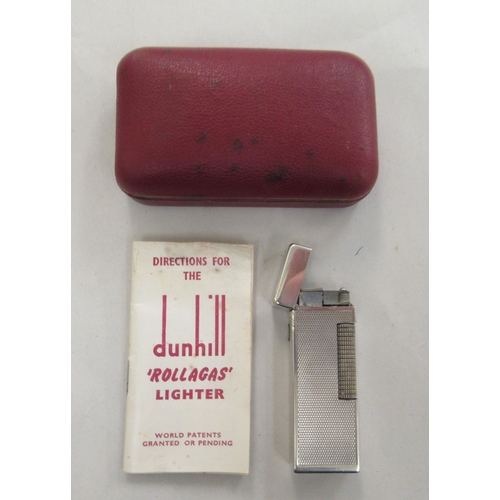 DIRECTIONS FOR
THE
dunhill
'ROLLAGAS'
LIGHTER
WORLD PATENTS
GRANTED OR PENDING